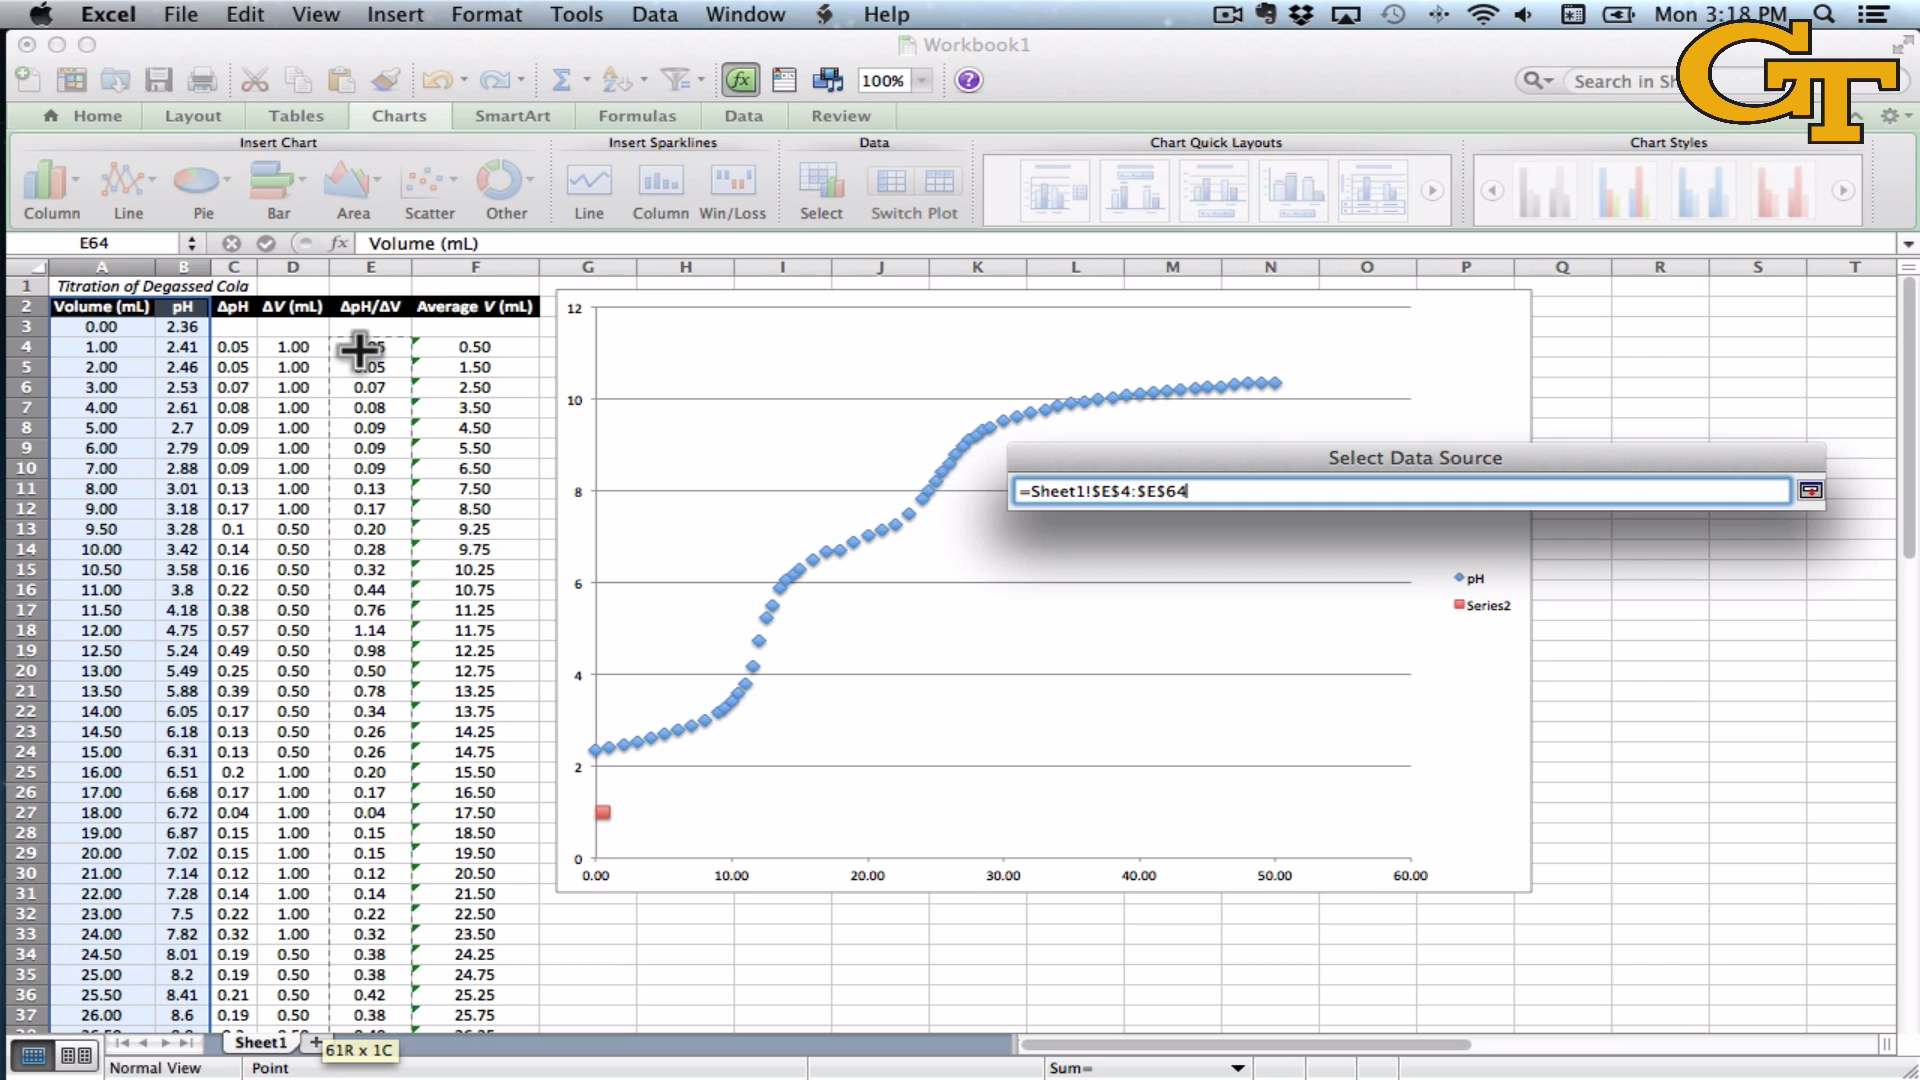 Excel File Edit View Insert Format Tools Data Window Help Mon 3:18 PM
Workbook1
100% Search in Sh
GT
Home Layout Tables Charts SmartArt Formulas Data Review
Insert Chart Insert Sparklines Data Chart Quick Layouts Chart Styles
Column Line Pie Bar Area Scatter Other Line Column Win/Loss Select Switch Plot
E64 fx Volume (mL)
A B C D E F G H I J K L M N O P Q R S T
1 Titration of Degassed Cola
2 Volume (mL) pH ΔpH ΔV (mL) ΔpH/ΔV Average V (mL)
3 0.00 2.36
4 1.00 2.41 0.05 1.00 0.50
5 2.00 2.46 0.05 1.00 0.05 1.50
6 3.00 2.53 0.07 1.00 0.07 2.50
7 4.00 2.61 0.08 1.00 0.08 3.50
8 5.00 2.7 0.09 1.00 0.09 4.50
9 6.00 2.79 0.09 1.00 0.09 5.50
10 7.00 2.88 0.09 1.00 0.09 6.50
11 8.00 3.01 0.13 1.00 0.13 7.50
12 9.00 3.18 0.17 1.00 0.17 8.50
13 9.50 3.28 0.1 0.50 0.20 9.25
14 10.00 3.42 0.14 0.50 0.28 9.75
15 10.50 3.58 0.16 0.50 0.32 10.25
16 11.00 3.8 0.22 0.50 0.44 10.75
17 11.50 4.18 0.38 0.50 0.76 11.25
18 12.00 4.75 0.57 0.50 1.14 11.75
19 12.50 5.24 0.49 0.50 0.98 12.25
20 13.00 5.49 0.25 0.50 0.50 12.75
21 13.50 5.88 0.39 0.50 0.78 13.25
22 14.00 6.05 0.17 0.50 0.34 13.75
23 14.50 6.18 0.13 0.50 0.26 14.25
24 15.00 6.31 0.13 0.50 0.26 14.75
25 16.00 6.51 0.2 1.00 0.20 15.50
26 17.00 6.68 0.17 1.00 0.17 16.50
27 18.00 6.72 0.04 1.00 0.04 17.50
28 19.00 6.87 0.15 1.00 0.15 18.50
29 20.00 7.02 0.15 1.00 0.15 19.50
30 21.00 7.14 0.12 1.00 0.12 20.50
31 22.00 7.28 0.14 1.00 0.14 21.50
32 23.00 7.5 0.22 1.00 0.22 22.50
33 24.00 7.82 0.32 1.00 0.32 23.50
34 24.50 8.01 0.19 0.50 0.38 24.25
35 25.00 8.2 0.19 0.50 0.38 24.75
36 25.50 8.41 0.21 0.50 0.42 25.25
37 26.00 8.6 0.19 0.50 0.38 25.75
12
10
8
6
4
2
0
0.00 10.00 20.00 30.00 40.00 50.00 60.00
pH
Series2
Select Data Source
=Sheet1!$E$4:$E$64
Sheet1
61R x 1C
Normal View Point Sum=